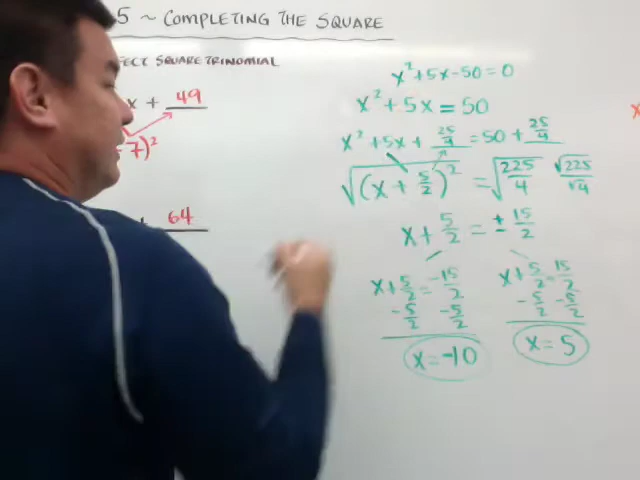 5 ~ COMPLETING THE SQUARE
ECT SQUARE TRINOMIAL
x + 49
7)²
64
x² + 5x - 50 = 0
x² + 5x = 50
x² + 5x + 25/4 = 50 + 25/4
√(x + 5/2)² = √225/4 √225/√4
x + 5/2 = ± 15/2
x + 5/2 = -15/2 x + 5/2 = 15/2
-5/2 -5/2 -5/2 -5/2
x = -10 x = 5